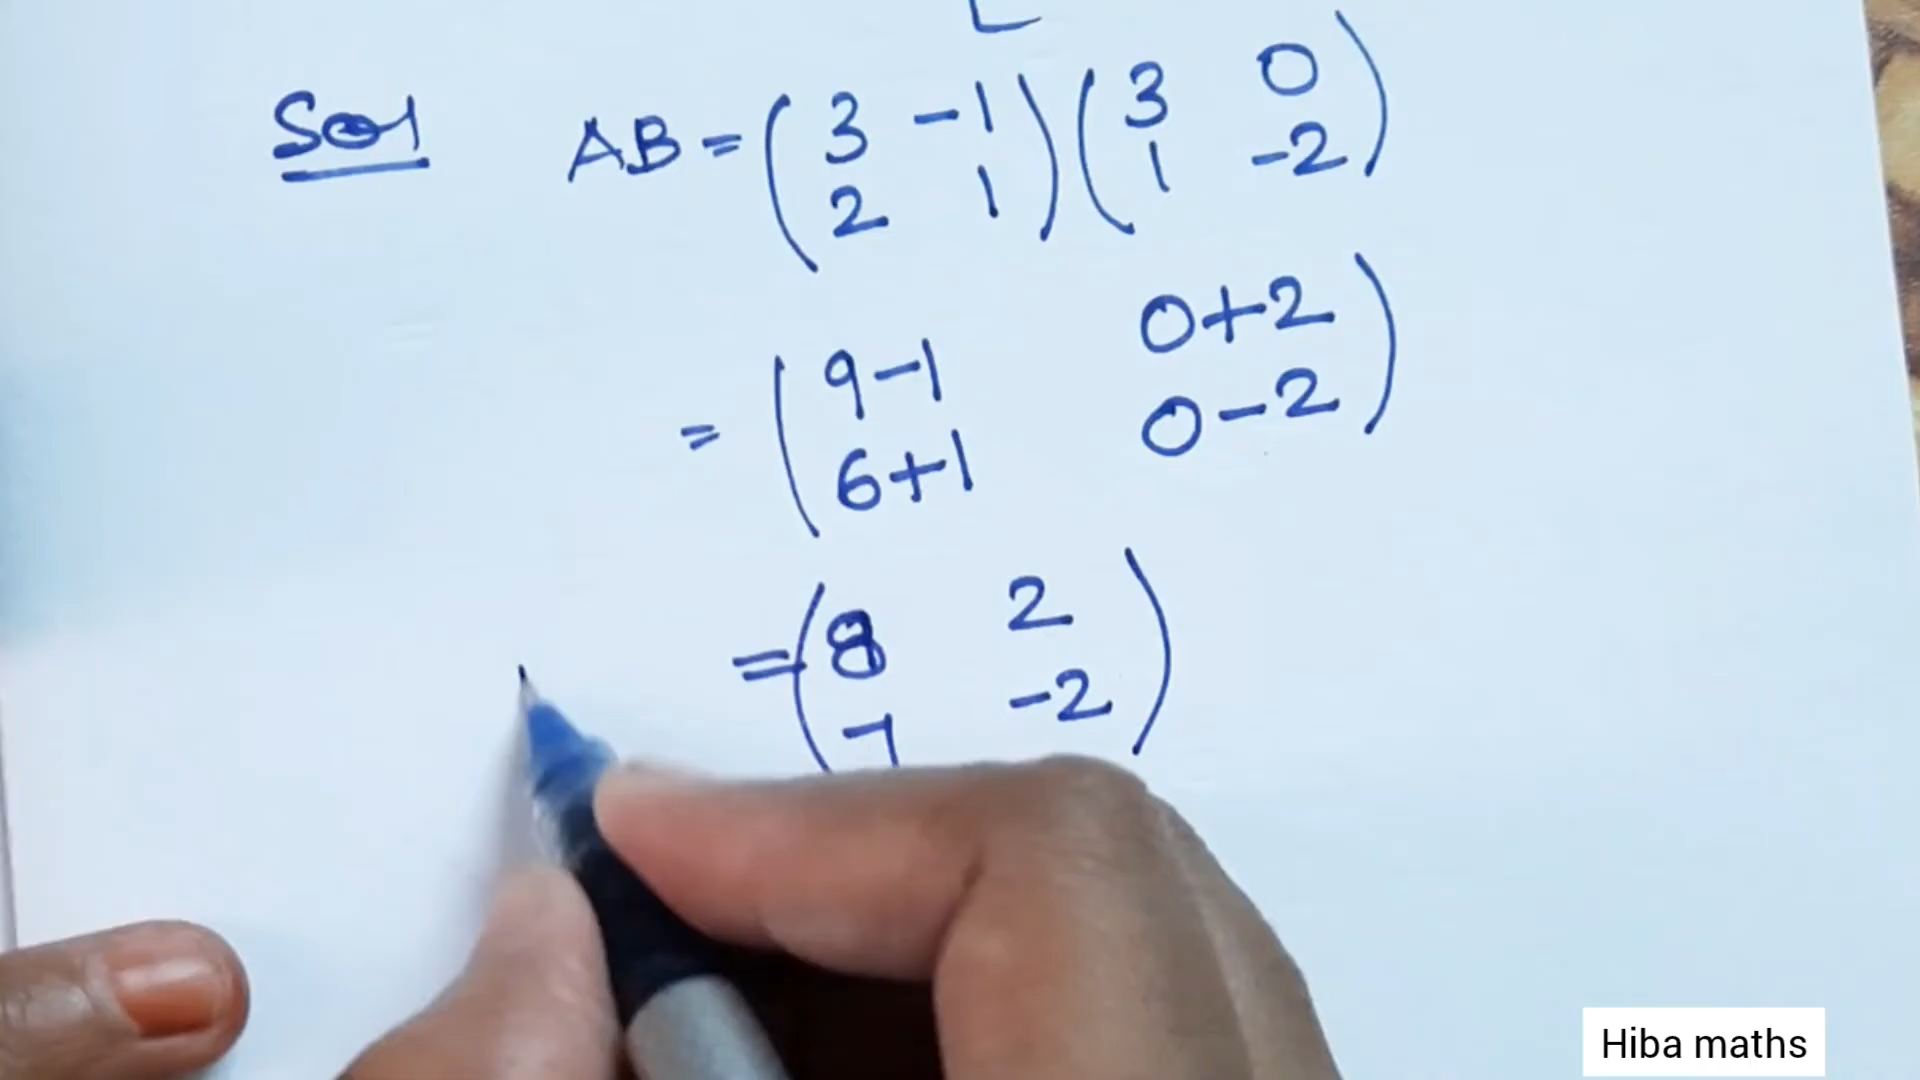 Sol AB = ( 3 -1 ) ( 3 0 )
2 1 1 -2
= ( 9-1 0+2 )
6+1 0-2
= ( 8 2 )
7 -2
Hiba maths